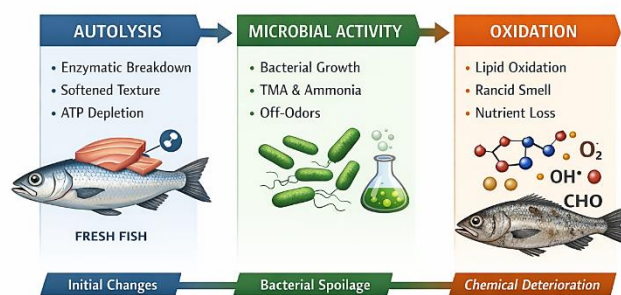 AUTOLYSIS
• Enzymatic Breakdown
• Softened Texture
• ATP Depletion
FRESH FISH
Initial Changes
MICROBIAL ACTIVITY
• Bacterial Growth
• TMA & Ammonia
• Off-Odors
Bacterial Spoilage
OXIDATION
• Lipid Oxidation
• Rancid Smell
• Nutrient Loss
O₂⁻
OH•
CHO
Chemical Deterioration